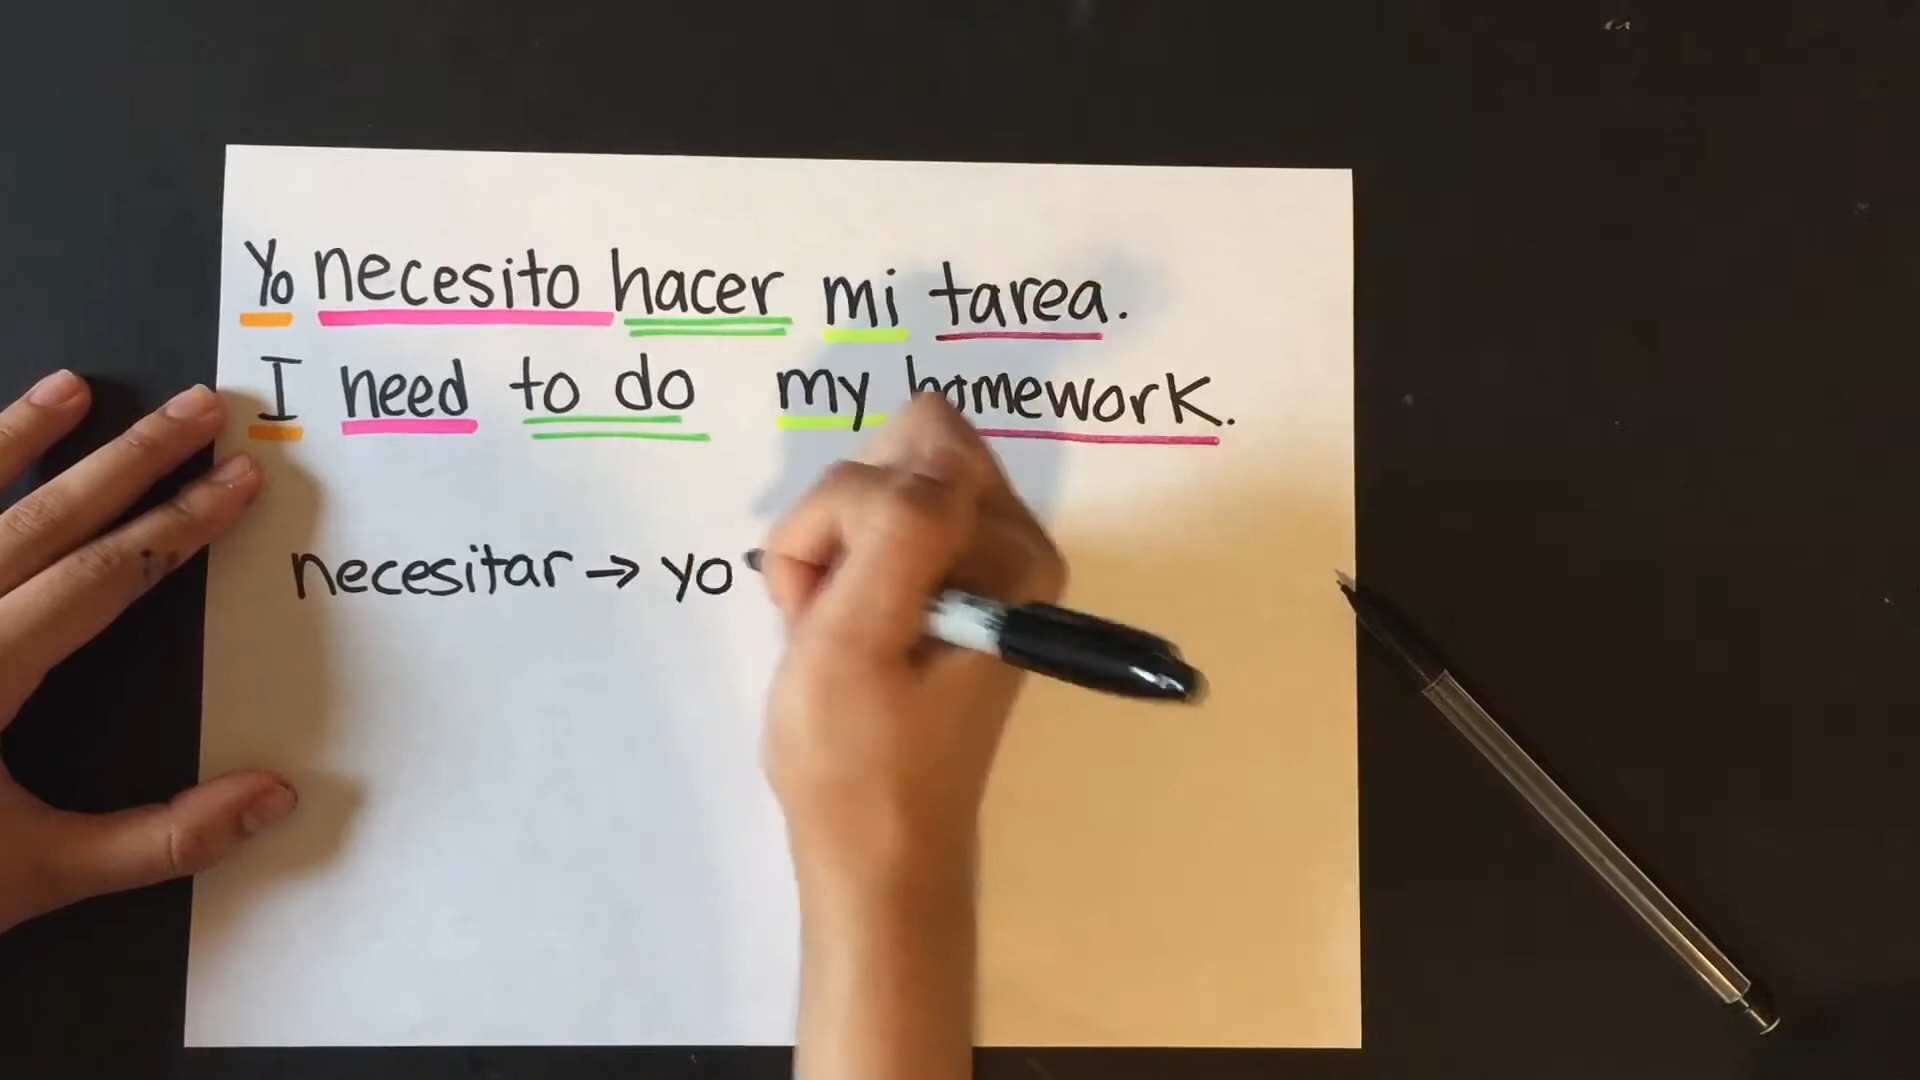 Yo necesito hacer mi tarea.
I need to do my homework.
necesitar → yo